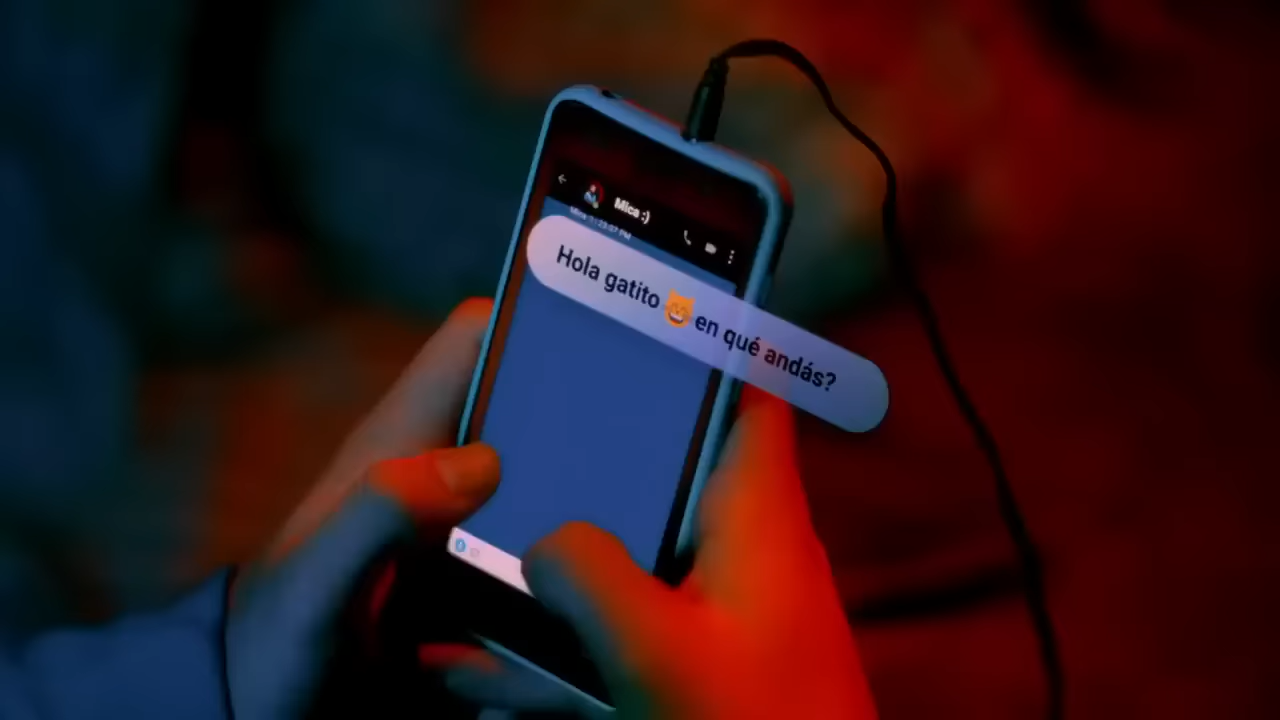 Mica :)
Hola gatito 😺 en qué andás?